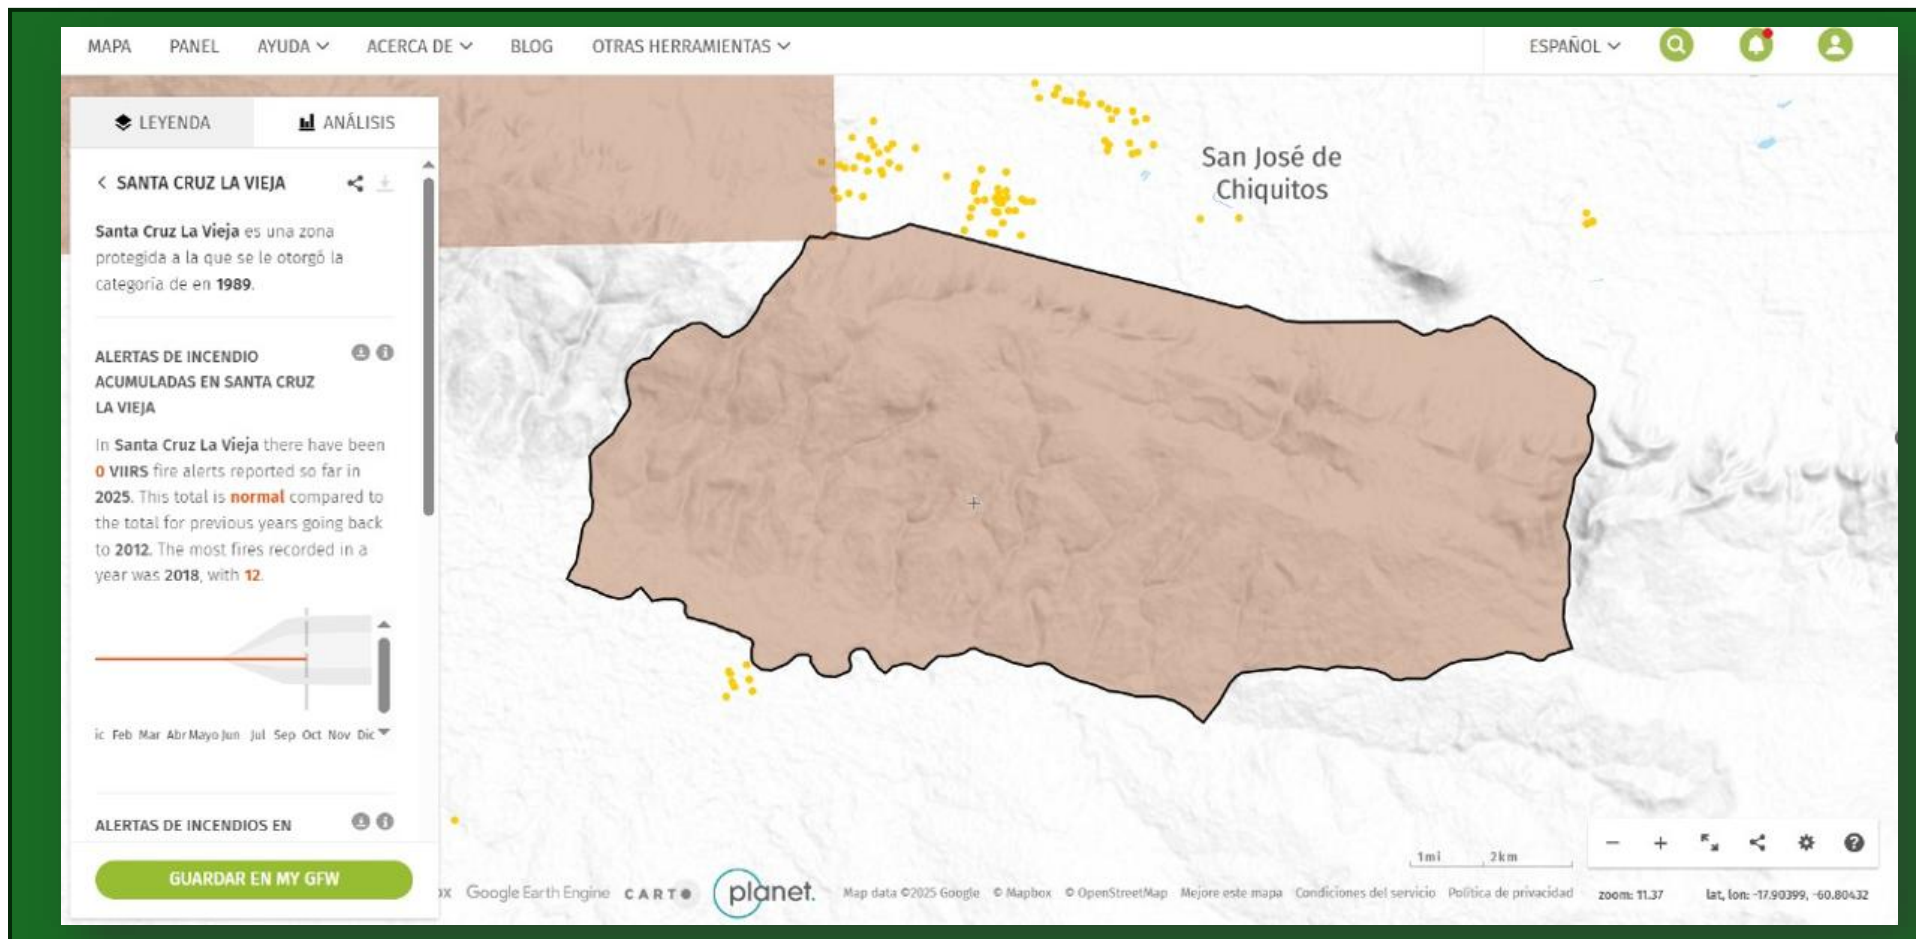 MAPA PANEL AYUDA ACERCA DE BLOG OTRAS HERRAMIENTAS ESPAÑOL
LEYENDA ANÁLISIS
SANTA CRUZ LA VIEJA
Santa Cruz La Vieja es una zona
protegida a la que se le otorgó la
categoría de en 1989.
ALERTAS DE INCENDIO
ACUMULADAS EN SANTA CRUZ
LA VIEJA
In Santa Cruz La Vieja there have been
0 VIIRS fire alerts reported so far in
2025. This total is normal compared to
the total for previous years going back
to 2012. The most fires recorded in a
year was 2018, with 12.
ic Feb Mar Abr Mayo Jun Jul Sep Oct Nov Dic
ALERTAS DE INCENDIOS EN
GUARDAR EN MY GFW
San José de
Chiquitos
1mi 2km
ox Google Earth Engine CARTO planet. Map data ©2025 Google © Mapbox © OpenStreetMap Mejore este mapa Condiciones del servicio Política de privacidad zoom: 11.37 lat, lon: -17.90399, -60.80432